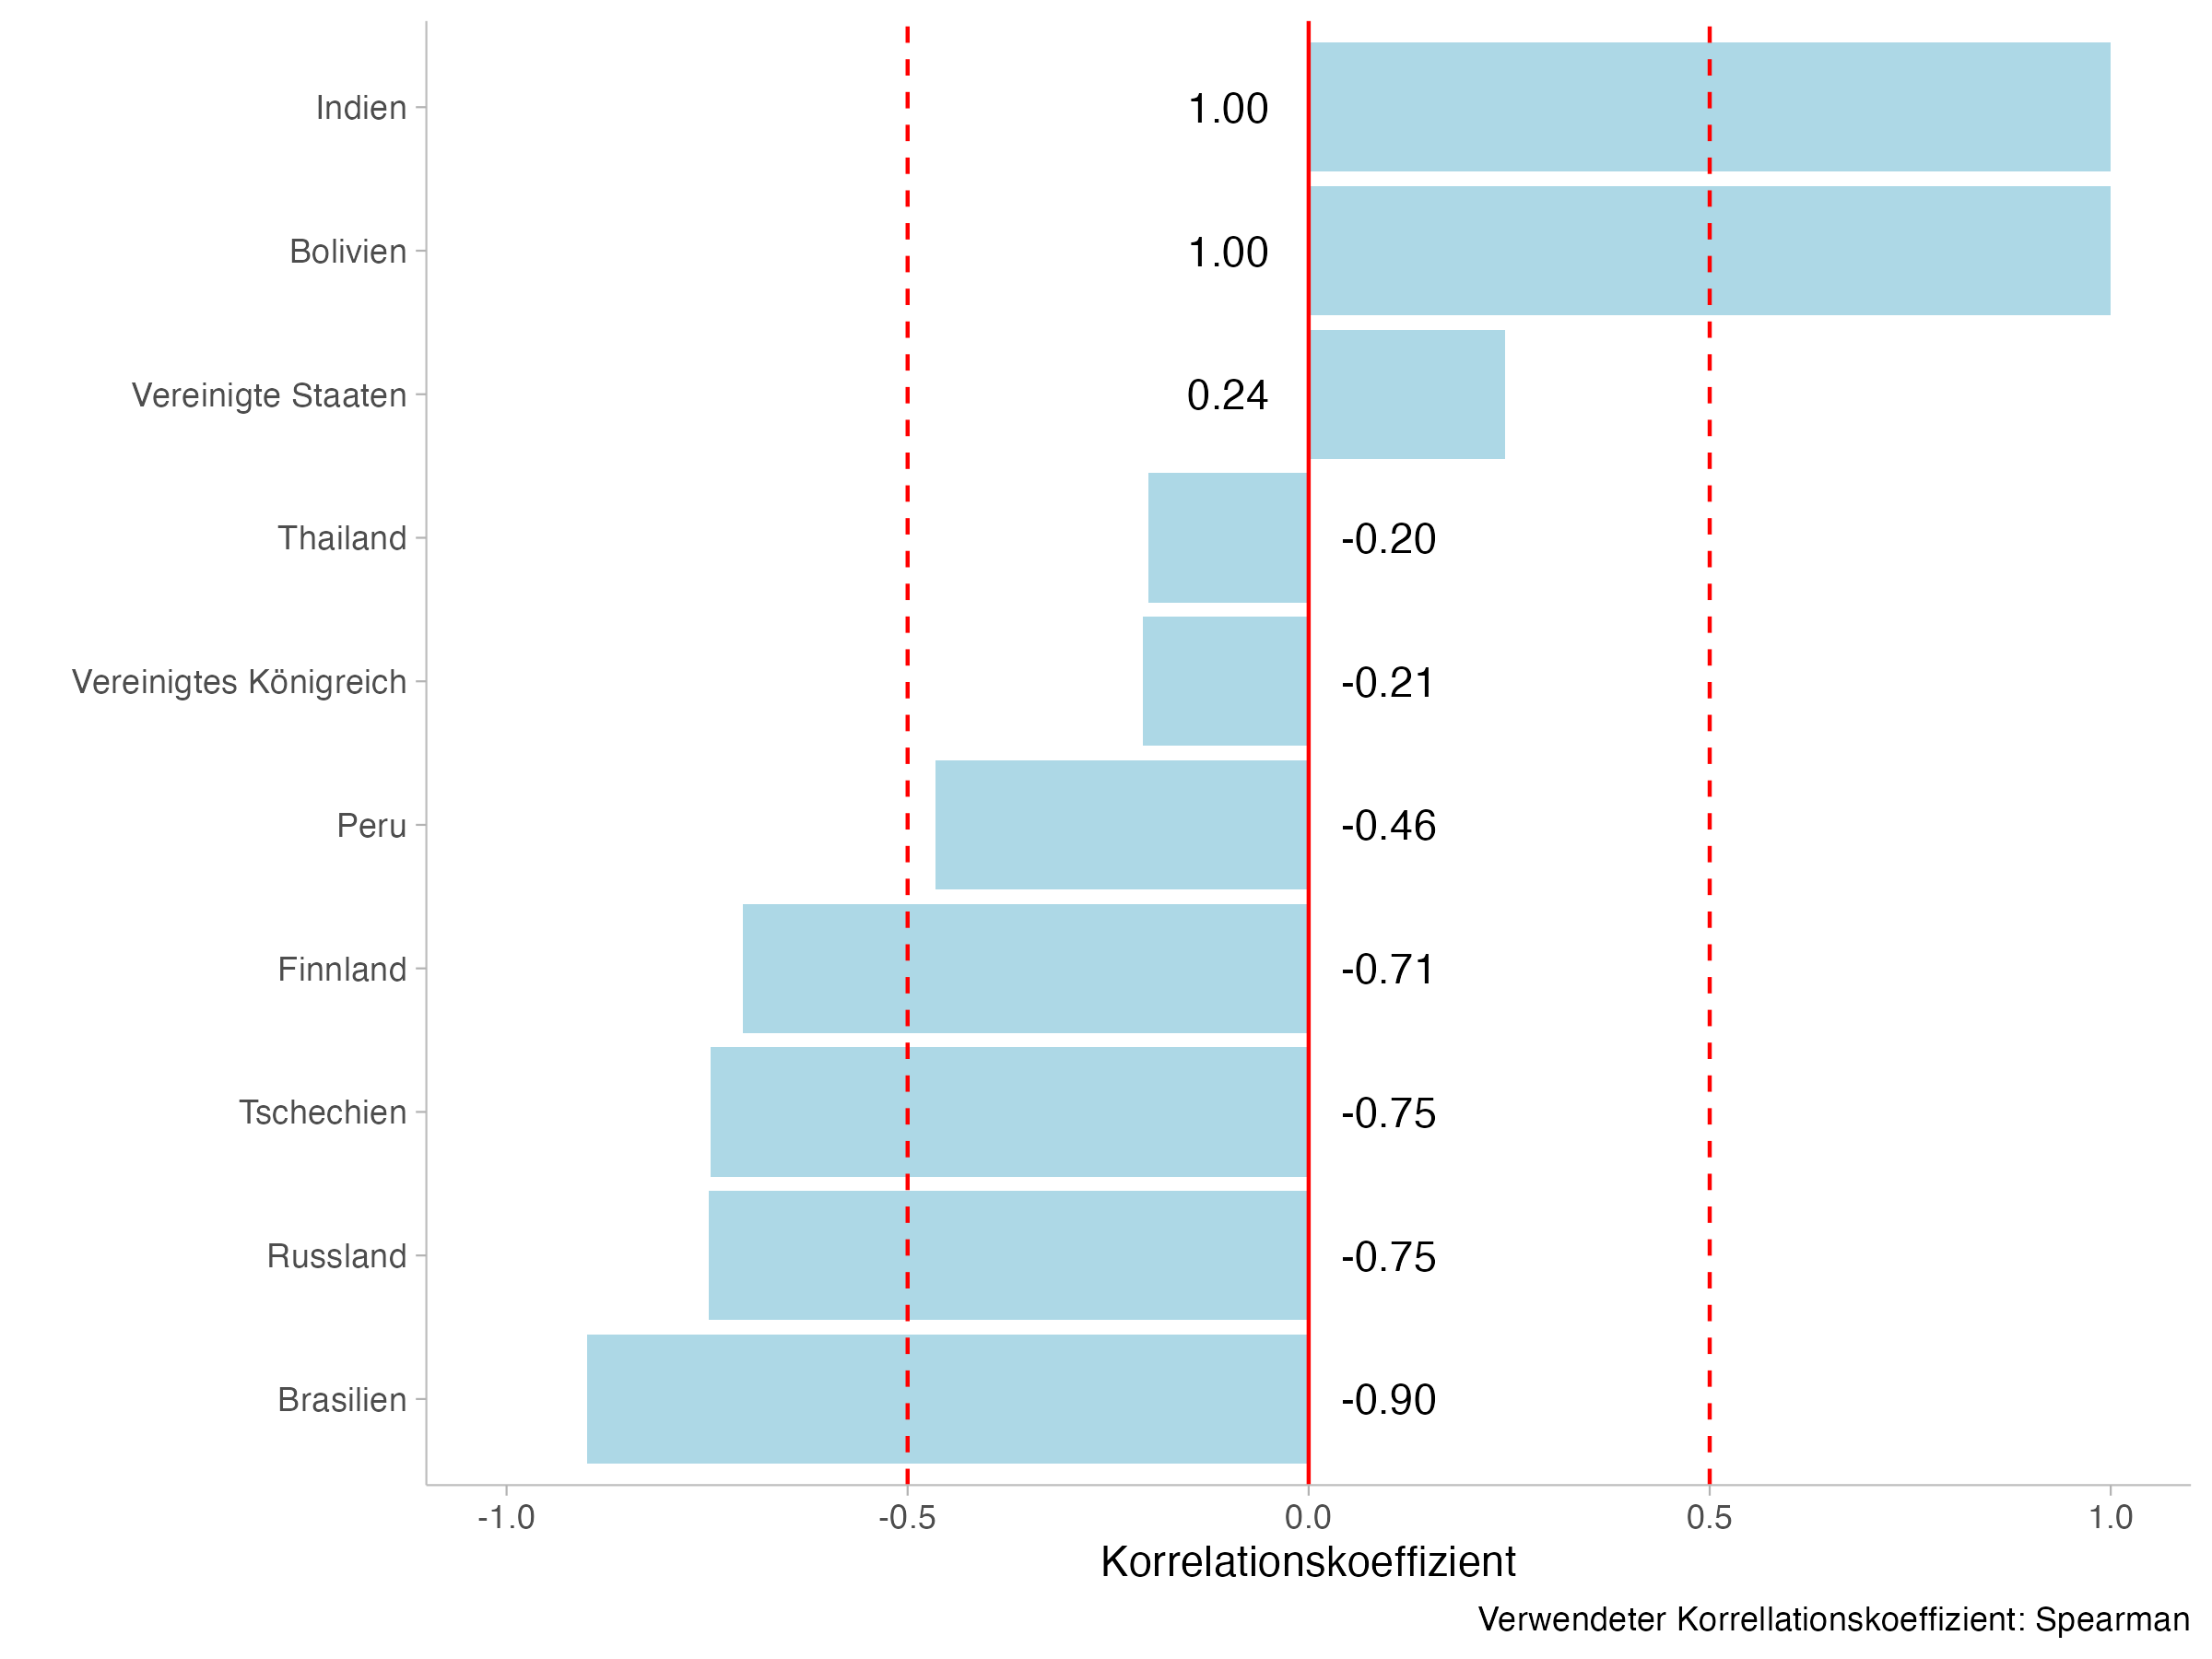 Indien 1.00
Bolivien 1.00
Vereinigte Staaten 0.24
Thailand -0.20
Vereinigtes Königreich -0.21
Peru -0.46
Finnland -0.71
Tschechien -0.75
Russland -0.75
Brasilien -0.90
-1.0 -0.5 0.0 0.5 1.0
Korrelationskoeffizient
Verwendeter Korrellationskoeffizient: Spearman